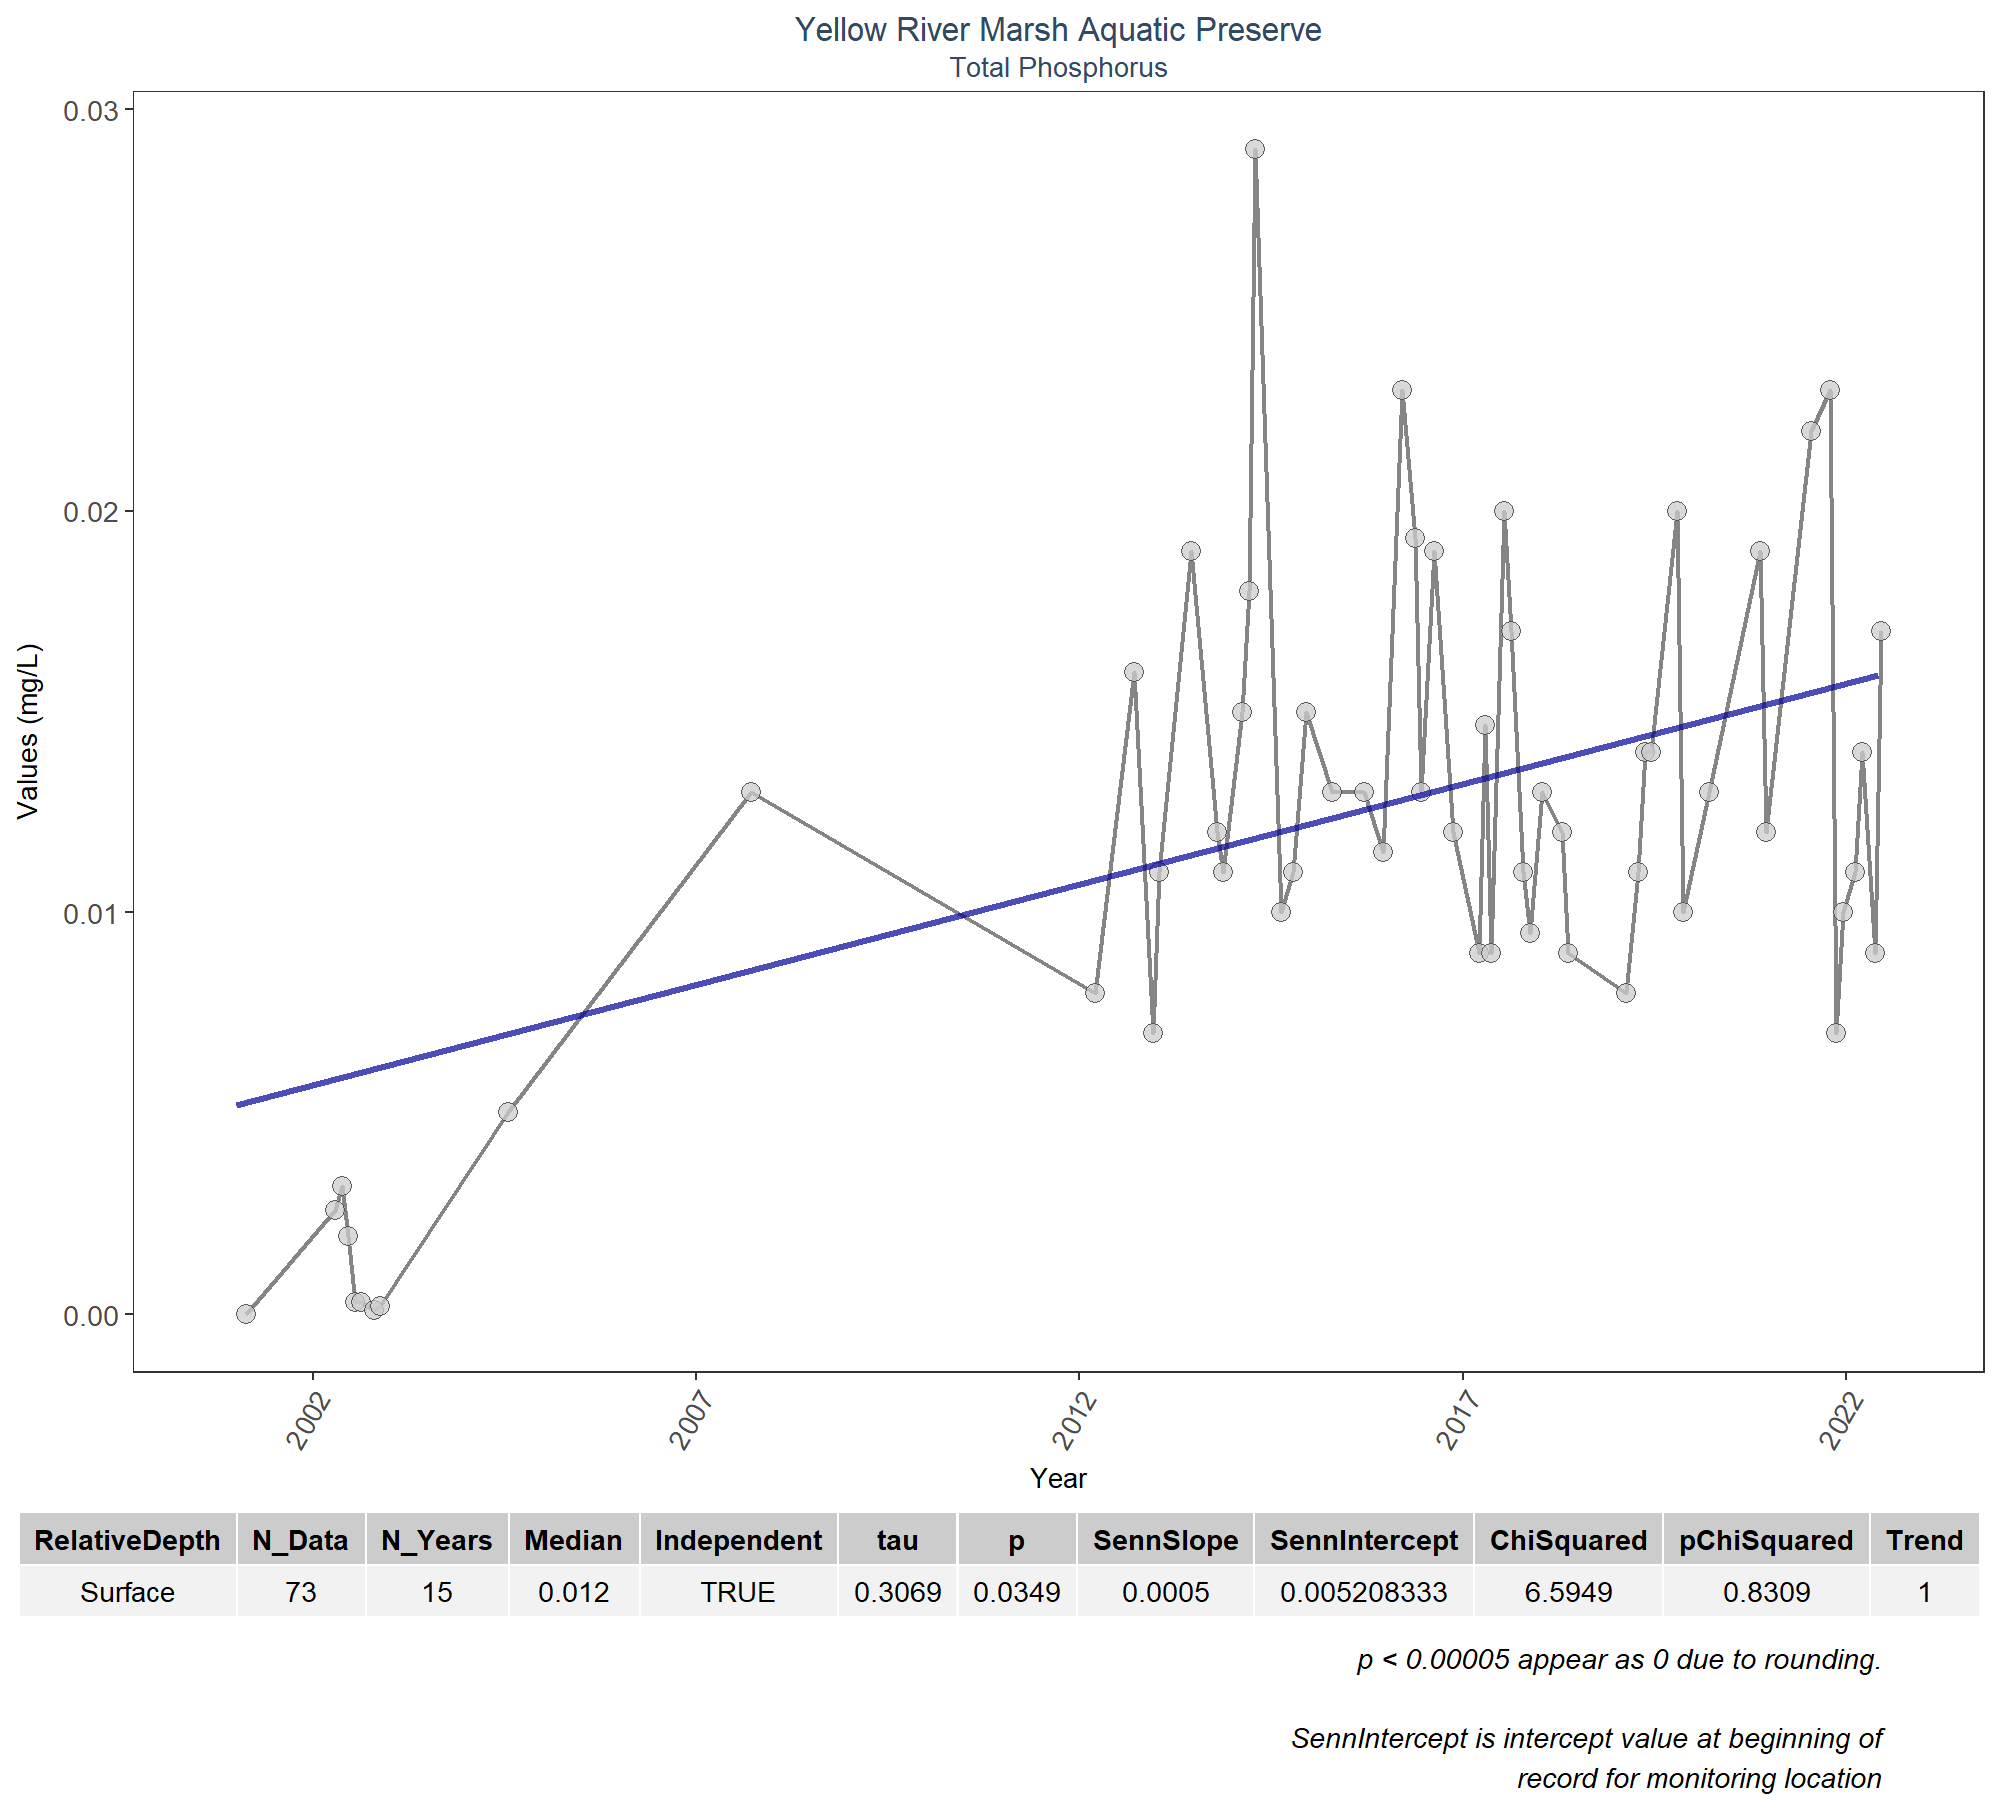 Yellow River Marsh Aquatic Preserve
Total Phosphorus
0.03
0.02
0.01
0.00
Values (mg/L)
2002 2007 2012 2017 2022
Year
RelativeDepth N_Data N_Years Median Independent tau p SennSlope SennIntercept ChiSquared pChiSquared Trend
Surface 73 15 0.012 TRUE 0.3069 0.0349 0.0005 0.005208333 6.5949 0.8309 1
p < 0.00005 appear as 0 due to rounding.
SennIntercept is intercept value at beginning of
record for monitoring location